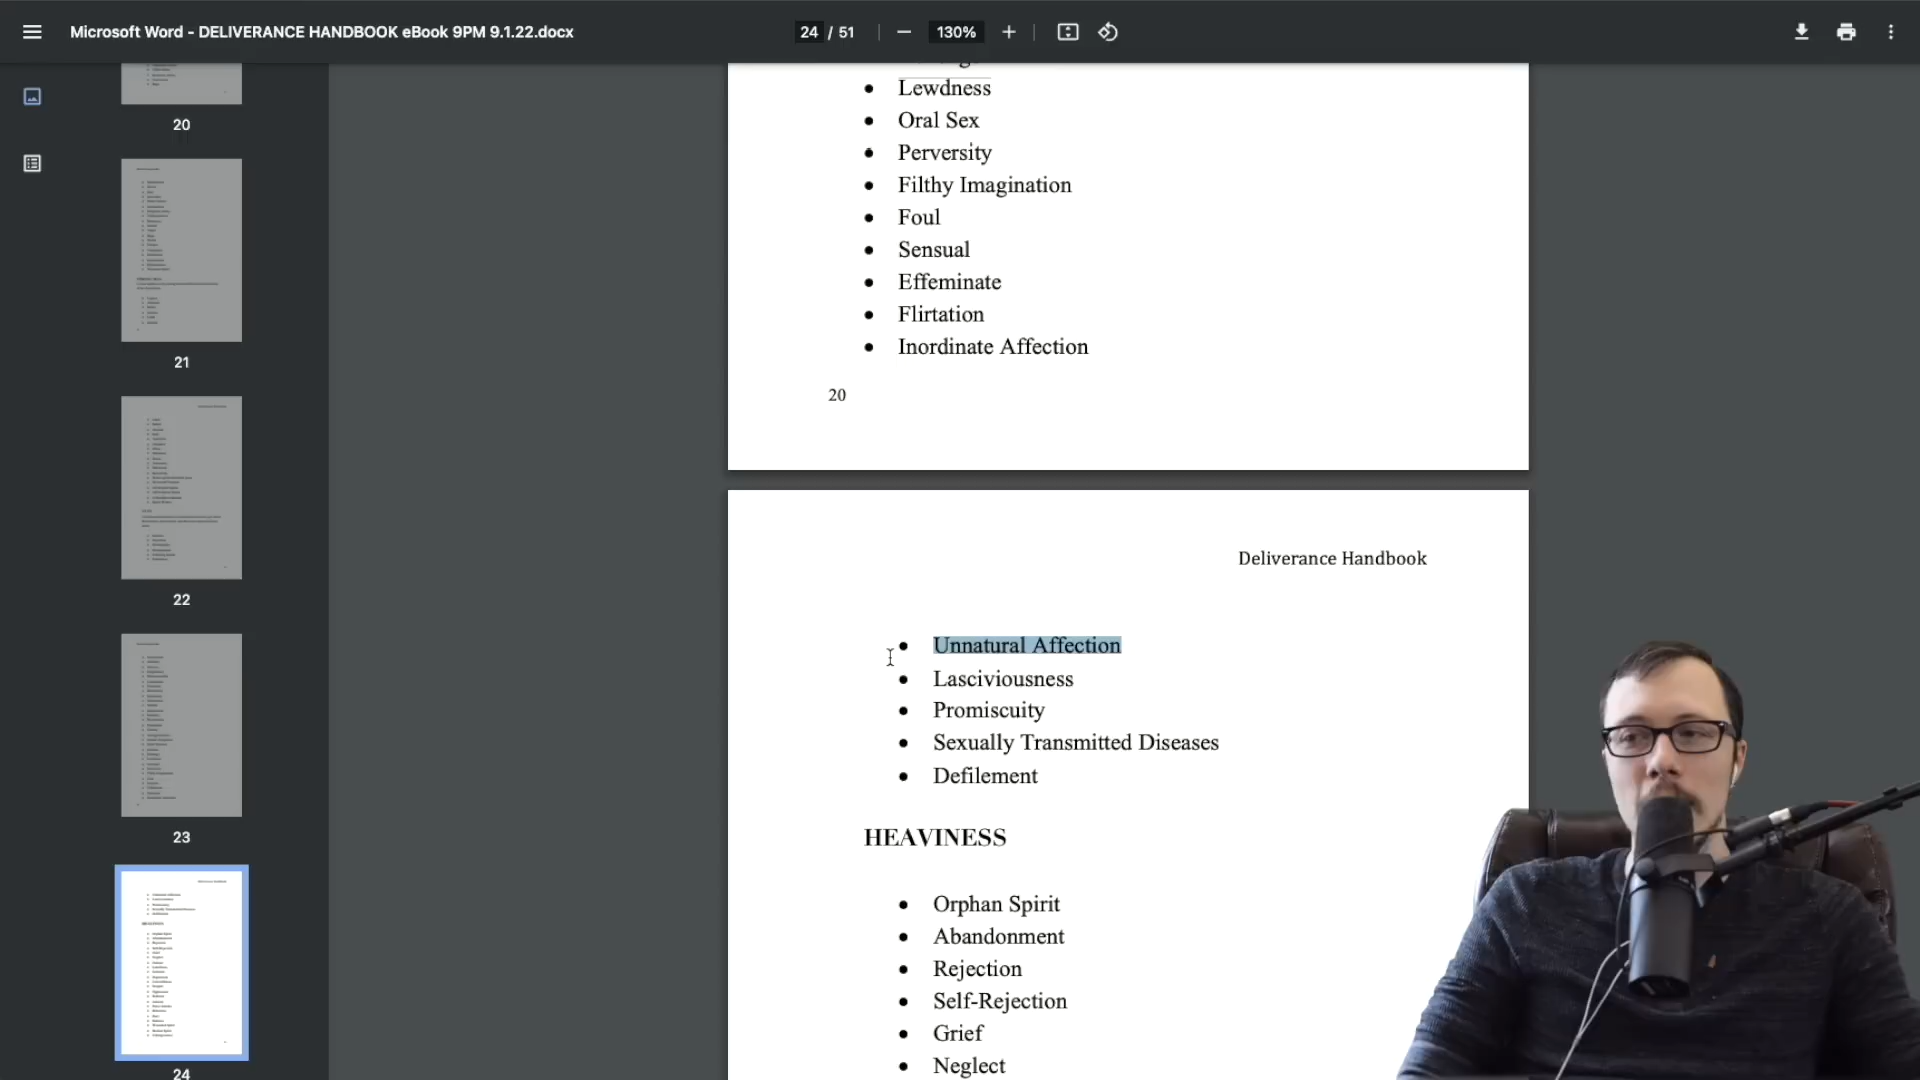 Microsoft Word - DELIVERANCE HANDBOOK eBook 9PM 9.1.22.docx
24 / 51
130%
20
21
22
23
24
Lewdness
Oral Sex
Perversity
Filthy Imagination
Foul
Sensual
Effeminate
Flirtation
Inordinate Affection
20
Deliverance Handbook
Unnatural Affection
Lasciviousness
Promiscuity
Sexually Transmitted Diseases
Defilement
HEAVINESS
Orphan Spirit
Abandonment
Rejection
Self-Rejection
Grief
Neglect